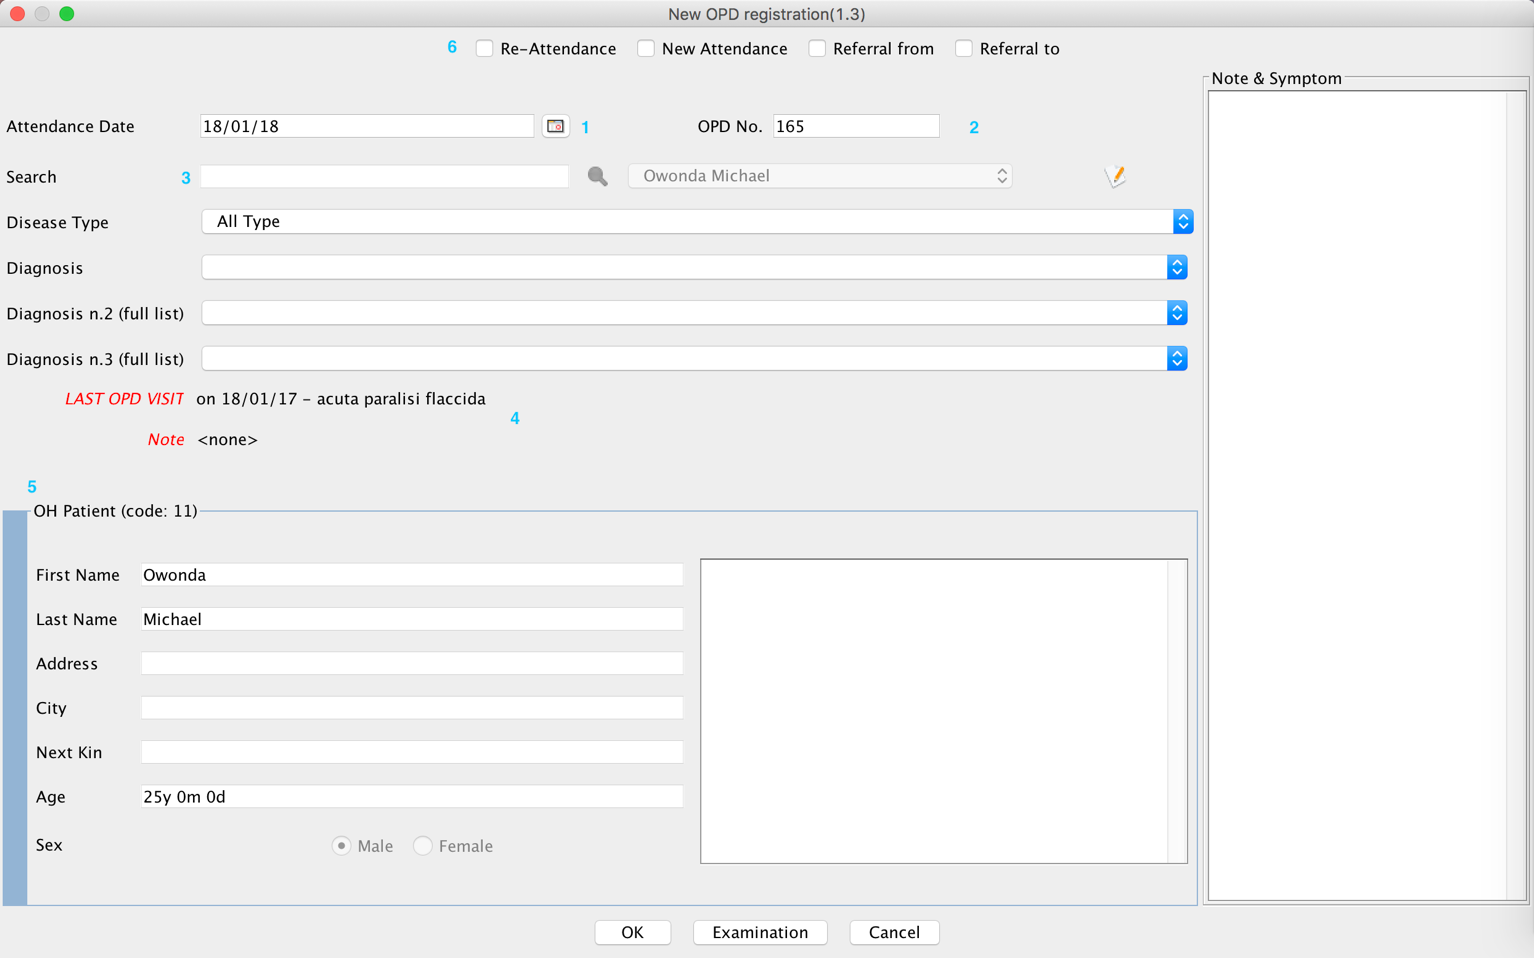 New OPD registration(1.3)
6 Re-Attendance New Attendance Referral from Referral to
Note & Symptom
Attendance Date 18/01/18 1 OPD No. 165 2
Search 3 Owonda Michael
Disease Type All Type
Diagnosis
Diagnosis n.2 (full list)
Diagnosis n.3 (full list)
LAST OPD VISIT on 18/01/17 - acuta paralisi flaccida
4
Note <none>
5
OH Patient (code: 11)
First Name Owonda
Last Name Michael
Address
City
Next Kin
Age 25y 0m 0d
Sex Male Female
OK Examination Cancel